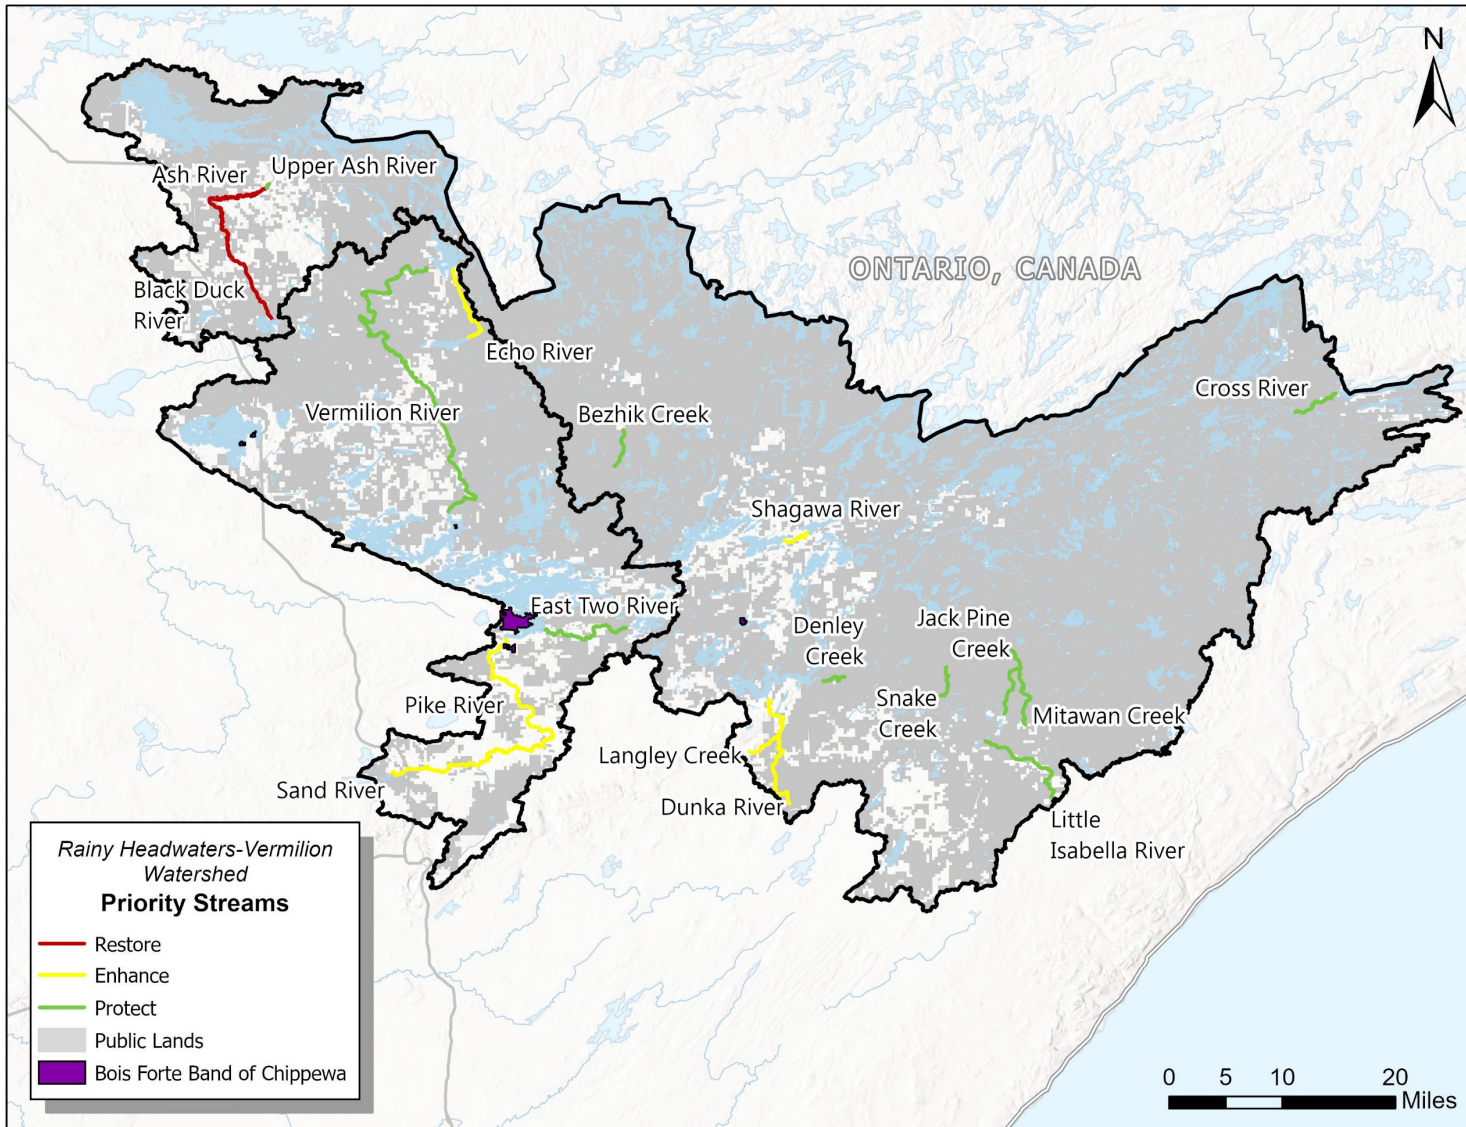 N
Ash River
Upper Ash River
Black Duck
River
ONTARIO, CANADA
Echo River
Vermilion River
Bezhik Creek
Cross River
Shagawa River
East Two River
Denley
Creek
Jack Pine
Creek
Pike River
Snake
Creek
Mitawan Creek
Langley Creek
Sand River
Dunka River
Little
Isabella River
Rainy Headwaters-Vermilion
Watershed
Priority Streams
Restore
Enhance
Protect
Public Lands
Bois Forte Band of Chippewa
0 5 10 20
Miles